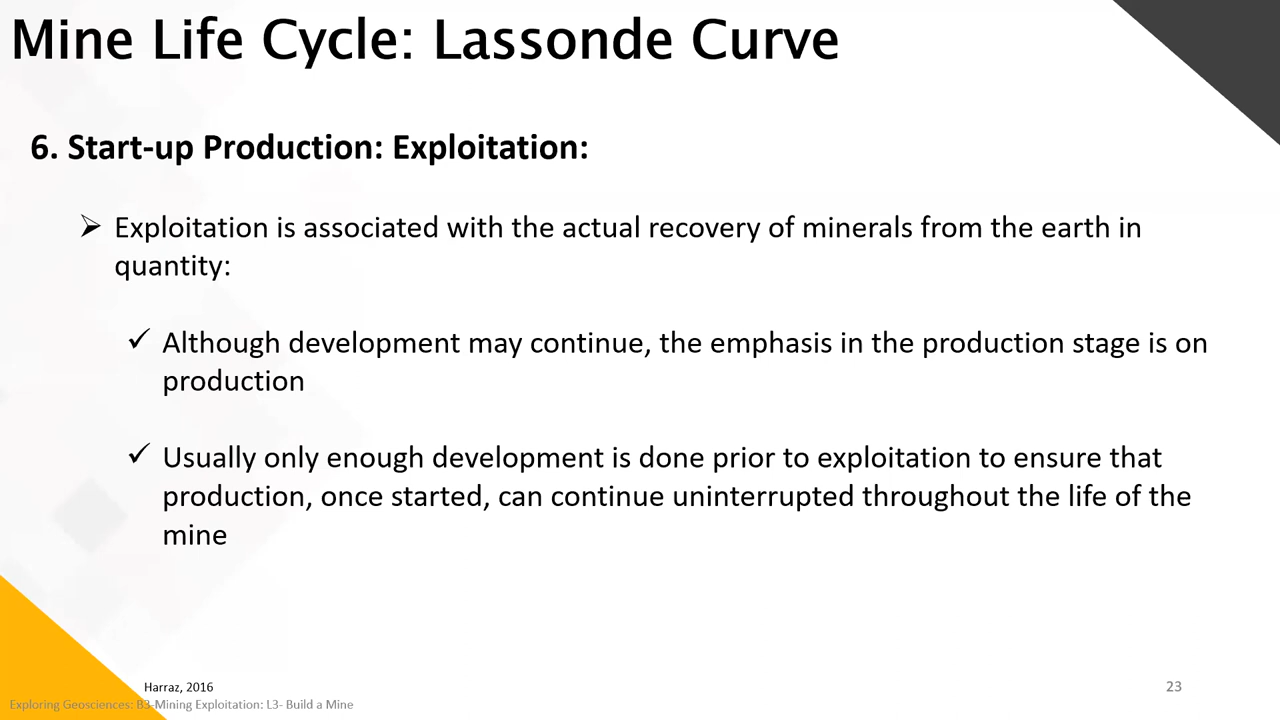 Mine Life Cycle: Lassonde Curve
6. Start-up Production: Exploitation:
Exploitation is associated with the actual recovery of minerals from the earth in
quantity:
Although development may continue, the emphasis in the production stage is on
production
Usually only enough development is done prior to exploitation to ensure that
production, once started, can continue uninterrupted throughout the life of the
mine
Harraz, 2016
23
Exploring Geosciences: B3-Mining Exploitation: L3- Build a Mine